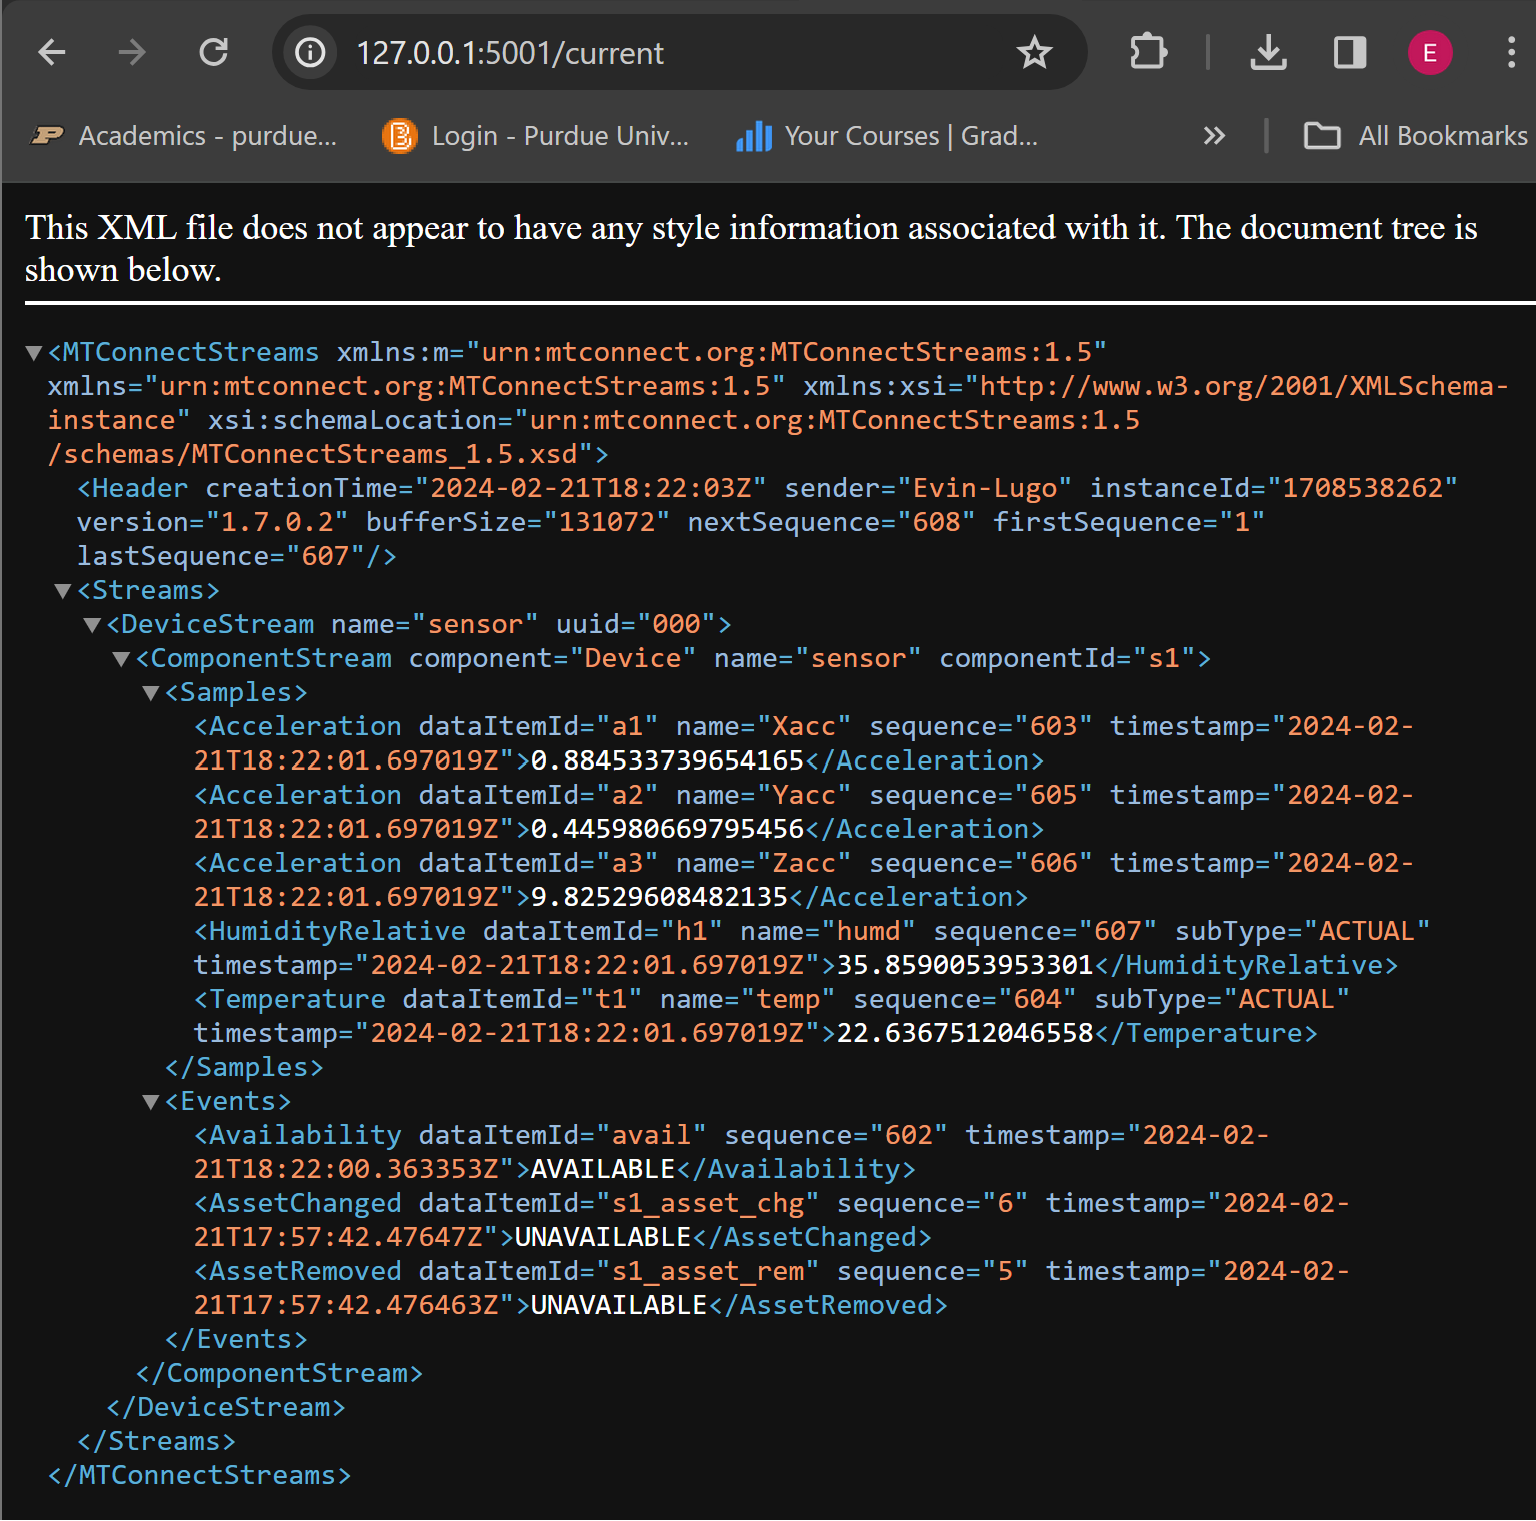 127.0.0.1:5001/current
E
Academics - purdue...
Login - Purdue Univ...
Your Courses | Grad...
All Bookmarks
This XML file does not appear to have any style information associated with it. The document tree is
shown below.
<MTConnectStreams xmlns:m="urn:mtconnect.org:MTConnectStreams:1.5"
xmlns="urn:mtconnect.org:MTConnectStreams:1.5" xmlns:xsi="http://www.w3.org/2001/XMLSchema-
instance" xsi:schemaLocation="urn:mtconnect.org:MTConnectStreams:1.5
/schemas/MTConnectStreams_1.5.xsd">
<Header creationTime="2024-02-21T18:22:03Z" sender="Evin-Lugo" instanceId="1708538262"
version="1.7.0.2" bufferSize="131072" nextSequence="608" firstSequence="1"
lastSequence="607"/>
<Streams>
<DeviceStream name="sensor" uuid="000">
<ComponentStream component="Device" name="sensor" componentId="s1">
<Samples>
<Acceleration dataItemId="a1" name="Xacc" sequence="603" timestamp="2024-02-
21T18:22:01.697019Z">0.884533739654165</Acceleration>
<Acceleration dataItemId="a2" name="Yacc" sequence="605" timestamp="2024-02-
21T18:22:01.697019Z">0.445980669795456</Acceleration>
<Acceleration dataItemId="a3" name="Zacc" sequence="606" timestamp="2024-02-
21T18:22:01.697019Z">9.82529608482135</Acceleration>
<HumidityRelative dataItemId="h1" name="humd" sequence="607" subType="ACTUAL"
timestamp="2024-02-21T18:22:01.697019Z">35.8590053953301</HumidityRelative>
<Temperature dataItemId="t1" name="temp" sequence="604" subType="ACTUAL"
timestamp="2024-02-21T18:22:01.697019Z">22.6367512046558</Temperature>
</Samples>
<Events>
<Availability dataItemId="avail" sequence="602" timestamp="2024-02-
21T18:22:00.363353Z">AVAILABLE</Availability>
<AssetChanged dataItemId="s1_asset_chg" sequence="6" timestamp="2024-02-
21T17:57:42.47647Z">UNAVAILABLE</AssetChanged>
<AssetRemoved dataItemId="s1_asset_rem" sequence="5" timestamp="2024-02-
21T17:57:42.476463Z">UNAVAILABLE</AssetRemoved>
</Events>
</ComponentStream>
</DeviceStream>
</Streams>
</MTConnectStreams>